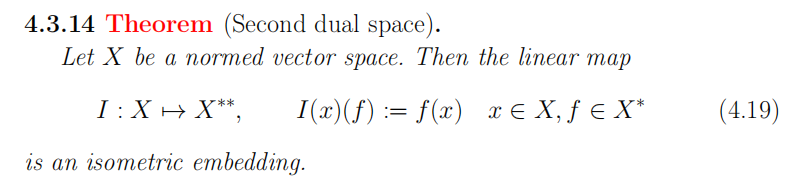 4.3.14 Theorem (Second dual space).
Let X be a normed vector space. Then the linear map
I : X ↦ X**,   I(x)(f) := f(x)   x ∈ X, f ∈ X*   (4.19)
is an isometric embedding.